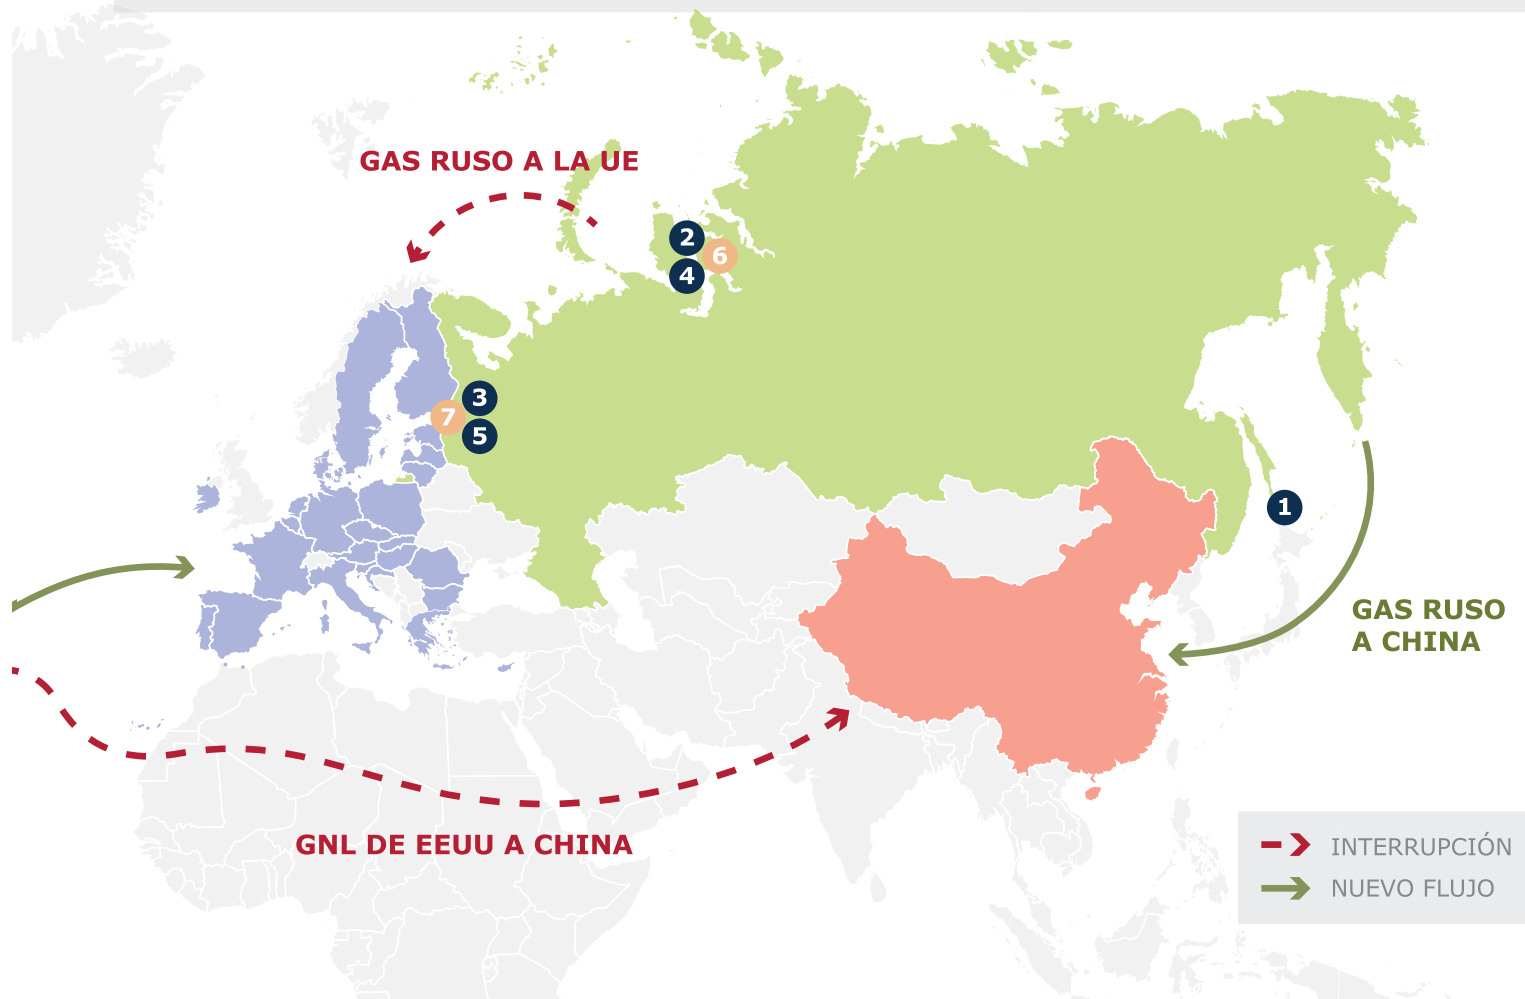 GAS RUSO A LA UE
2
6
4
3
7
5
1
GAS RUSO
A CHINA
GNL DE EEUU A CHINA
INTERRUPCIÓN
NUEVO FLUJO